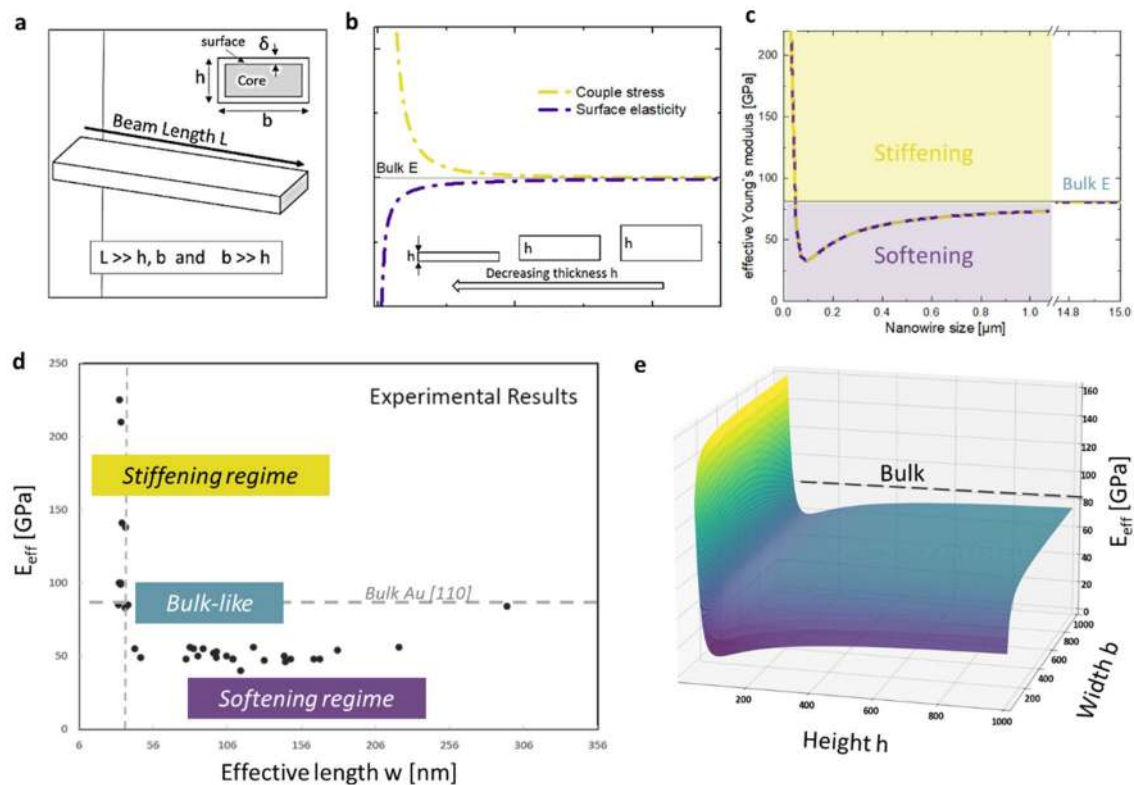 a
surface
δ
Core
h
b
Beam Length L
L >> h, b and b >> h
b
Couple stress
Surface elasticity
Bulk E
h
h
h
Decreasing thickness h
c
effective Young's modulus [GPa]
200
150
100
50
0
Stiffening
Bulk E
Softening
0.0 0.2 0.4 0.6 0.8 1.0 14.8 15.0
Nanowire size [µm]
d
Experimental Results
E_eff [GPa]
250
200
150
100
50
0
Stiffening regime
Bulk-like
Bulk Au [110]
Softening regime
6 56 106 156 206 256 306 356
Effective length w [nm]
e
Bulk
160
140
120
100
80
60
40
20
0
E_eff [GPa]
1000
800
600
400
200
Width b
200 400 600 800 1000
Height h